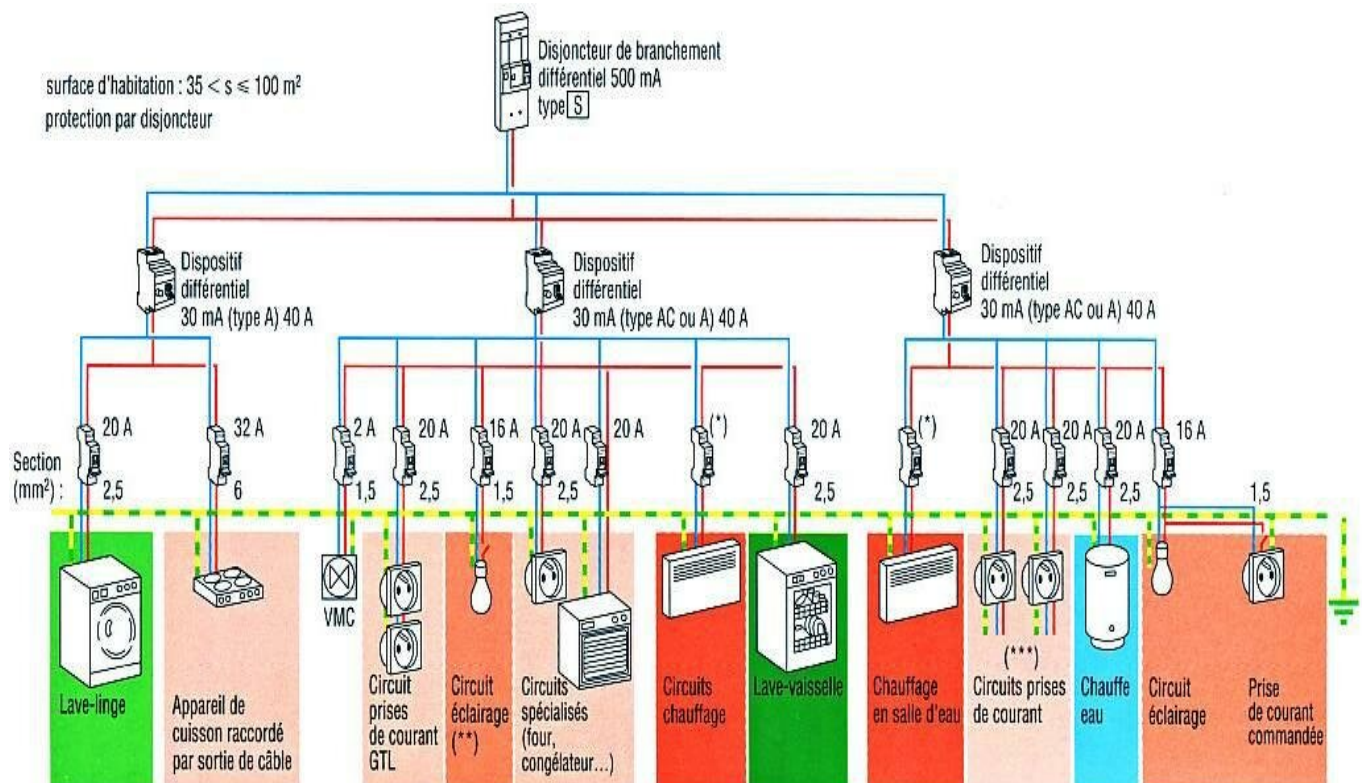 surface d'habitation : 35 < s ≤ 100 m²
protection par disjoncteur
Disjoncteur de branchement
différentiel 500 mA
type S
Dispositif
différentiel
30 mA (type A) 40 A
Dispositif
différentiel
30 mA (type AC ou A) 40 A
Dispositif
différentiel
30 mA (type AC ou A) 40 A
20 A 32 A 2 A 20 A 16 A 20 A 20 A (*) 20 A (*) 20 A 20 A 20 A 16 A
Section
(mm²) : 2,5 6 1,5 2,5 1,5 2,5 2,5 2,5 2,5 2,5 1,5
Lave-linge
Appareil de
cuisson raccordé
par sortie de câble
VMC
Circuit
prises
de courant
GTL
Circuit
éclairage
(**)
Circuits
spécialisés
(four,
congélateur...)
Circuits
chauffage
Lave-vaisselle
Chauffage
en salle d'eau
(***)
Circuits prises
de courant
Chauffe
eau
Circuit
éclairage
Prise
de courant
commandée